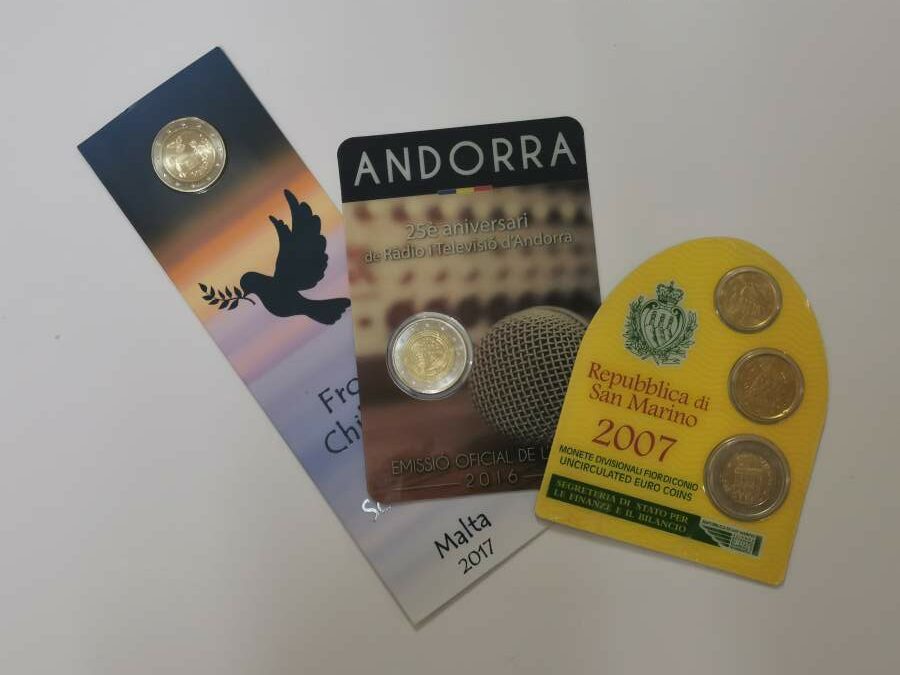 Fro
Chi
Malta
2017
ANDORRA
25è aniversari
de Ràdio i Televisió d'Andorra
EMISSIÓ OFICIAL DE L
2016
Repubblica di
San Marino
2007
MONETE DIVISIONALI FIOR DI CONIO
UNCIRCULATED EURO COINS
SEGRETERIA DI STATO PER
LE FINANZE E IL BILANCIO